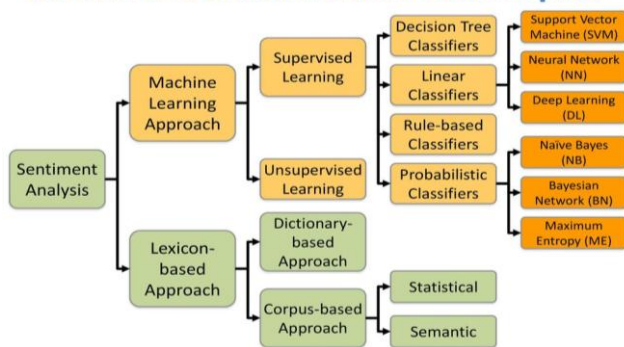 Decision Tree
Classifiers
Support Vector
Machine (SVM)
Supervised
Learning
Linear
Classifiers
Neural Network
(NN)
Machine
Learning
Approach
Deep Learning
(DL)
Rule-based
Classifiers
Naïve Bayes
(NB)
Sentiment
Analysis
Unsupervised
Learning
Probabilistic
Classifiers
Bayesian
Network (BN)
Maximum
Entropy (ME)
Lexicon-
based
Approach
Dictionary-
based
Approach
Corpus-based
Approach
Statistical
Semantic